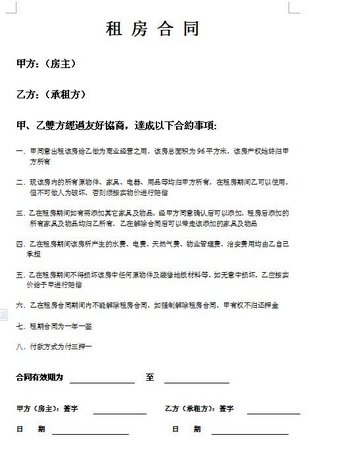 租 房 合 同
甲方：（房主）
乙方：（承租方）
甲、乙雙方經過友好協商，達成以下合約事項：
一、甲同意出租该房给乙做为商业经营之用，该房总面积为96平方米，该房产权始终归甲
方所有
二、现该房内的所有原物件、家具、电器、用品等均归甲方所有，在租房期间乙可以使用，
但不可做人为破坏，否则须按实物价进行赔偿
三、乙在租房期间如有将添加其它家具及物品，经甲方同意确认后可以添加，租房后添加的
所有家具及物品均归乙所有，乙在解除合同后可以带走该添加的家具及物品
四、乙在租房期间该房所产生的水费、电费、天然气费、物业管理费、治安费用均由乙自己
承担
五、乙在租房期间不得损坏该房中任何原物件及装修地板材料等，如无意中损坏，乙应按实
价给予甲进行赔偿
六、乙在租房合同期间内不能解除租房合同，如强制解除租房合同，甲有权不归还押金
七、租期合同为一年一签
八、付款方式为付三押一
合同有效期为 至
甲方（房主）：签字 乙方（承租方）：签字
日 期 日 期